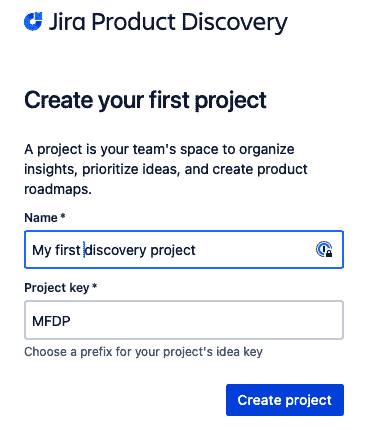 Jira Product Discovery
Create your first project
A project is your team's space to organize
insights, prioritize ideas, and create product
roadmaps.
Name *
My first discovery project
Project key *
MFDP
Choose a prefix for your project's idea key
Create project